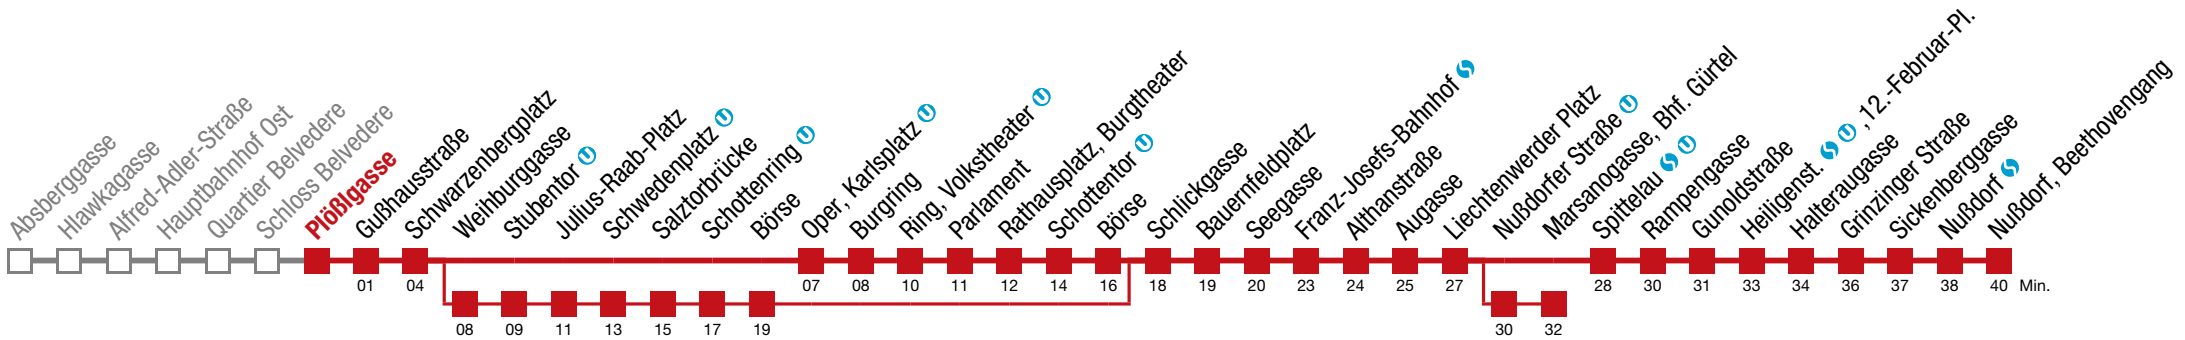 Absberggasse
Hlawkagasse
Alfred-Adler-Straße
Hauptbahnhof Ost
Quartier Belvedere
Schloss Belvedere
Plößlgasse
Gußhausstraße
Schwarzenbergplatz
Weihburggasse
Stubentor U
Julius-Raab-Platz
Schwedenplatz U
Salztorbrücke
Schottenring U
Börse
Oper, Karlsplatz U
Burgring
Ring, Volkstheater U
Parlament
Rathausplatz, Burgtheater
Schottentor U
Börse
Schlickgasse
Bauernfeldplatz
Seegasse
Franz-Josefs-Bahnhof S
Althanstraße
Augasse
Liechtenwerder Platz
Nußdorfer Straße U
Marsanogasse, Bhf. Gürtel
Spittelau S U
Rampengasse
Gunoldstraße
Heiligenst. S U , 12.-Februar-Pl.
Halteraugasse
Grinzinger Straße
Sickenberggasse
Nußdorf S
Nußdorf, Beethovengang
01 04 07 08 10 11 12 14 16 18 19 20 23 24 25 27 28 30 31 33 34 36 37 38 40 Min.
08 09 11 13 15 17 19 30 32